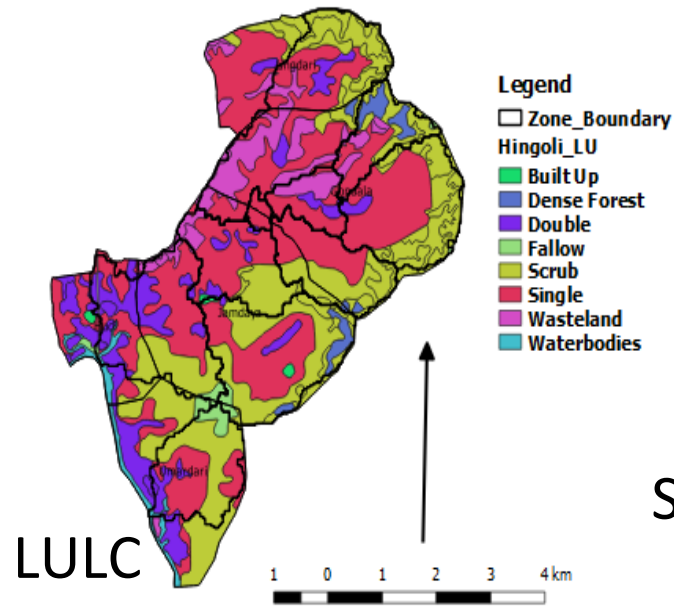 Legend
Zone_Boundary
Hingoli_LU
Built Up
Dense Forest
Double
Fallow
Scrub
Single
Wasteland
Waterbodies
Jamdaya
S
LULC
1 0 1 2 3 4 km